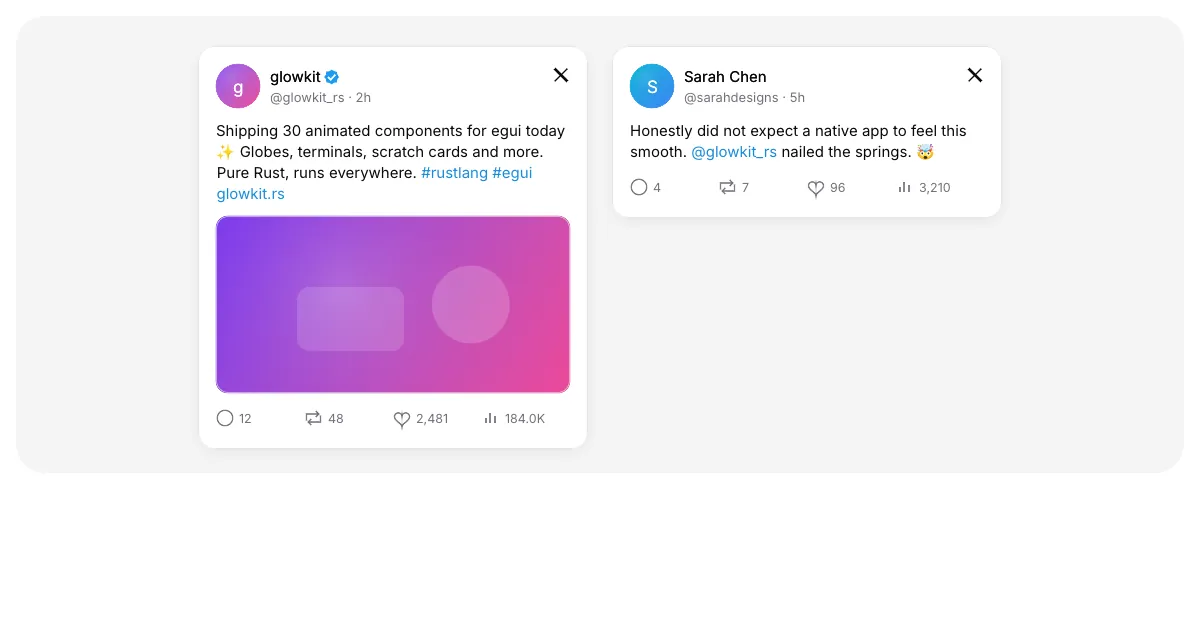 g
glowkit
@glowkit_rs · 2h
Shipping 30 animated components for egui today
✨ Globes, terminals, scratch cards and more.
Pure Rust, runs everywhere. #rustlang #egui
glowkit.rs
12 48 2,481 184.0K
S
Sarah Chen
@sarahdesigns · 5h
Honestly did not expect a native app to feel this
smooth. @glowkit_rs nailed the springs. 🤯
4 7 96 3,210